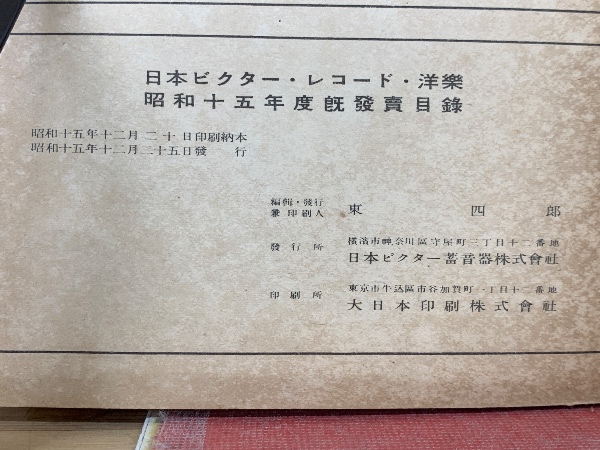 日本ビクター・レコード・洋樂
昭和十五年度旣發賣目錄
昭和十五年十二月二十日印刷納本
昭和十五年十二月二十五日發行
編輯・發行
兼印刷人 東四郎
發行所 橫濱市神奈川區守屋町三丁目十二番地
日本ビクター蓄音器株式會社
印刷所 東京市牛込區市谷加賀町一丁目十二番地
大日本印刷株式會社